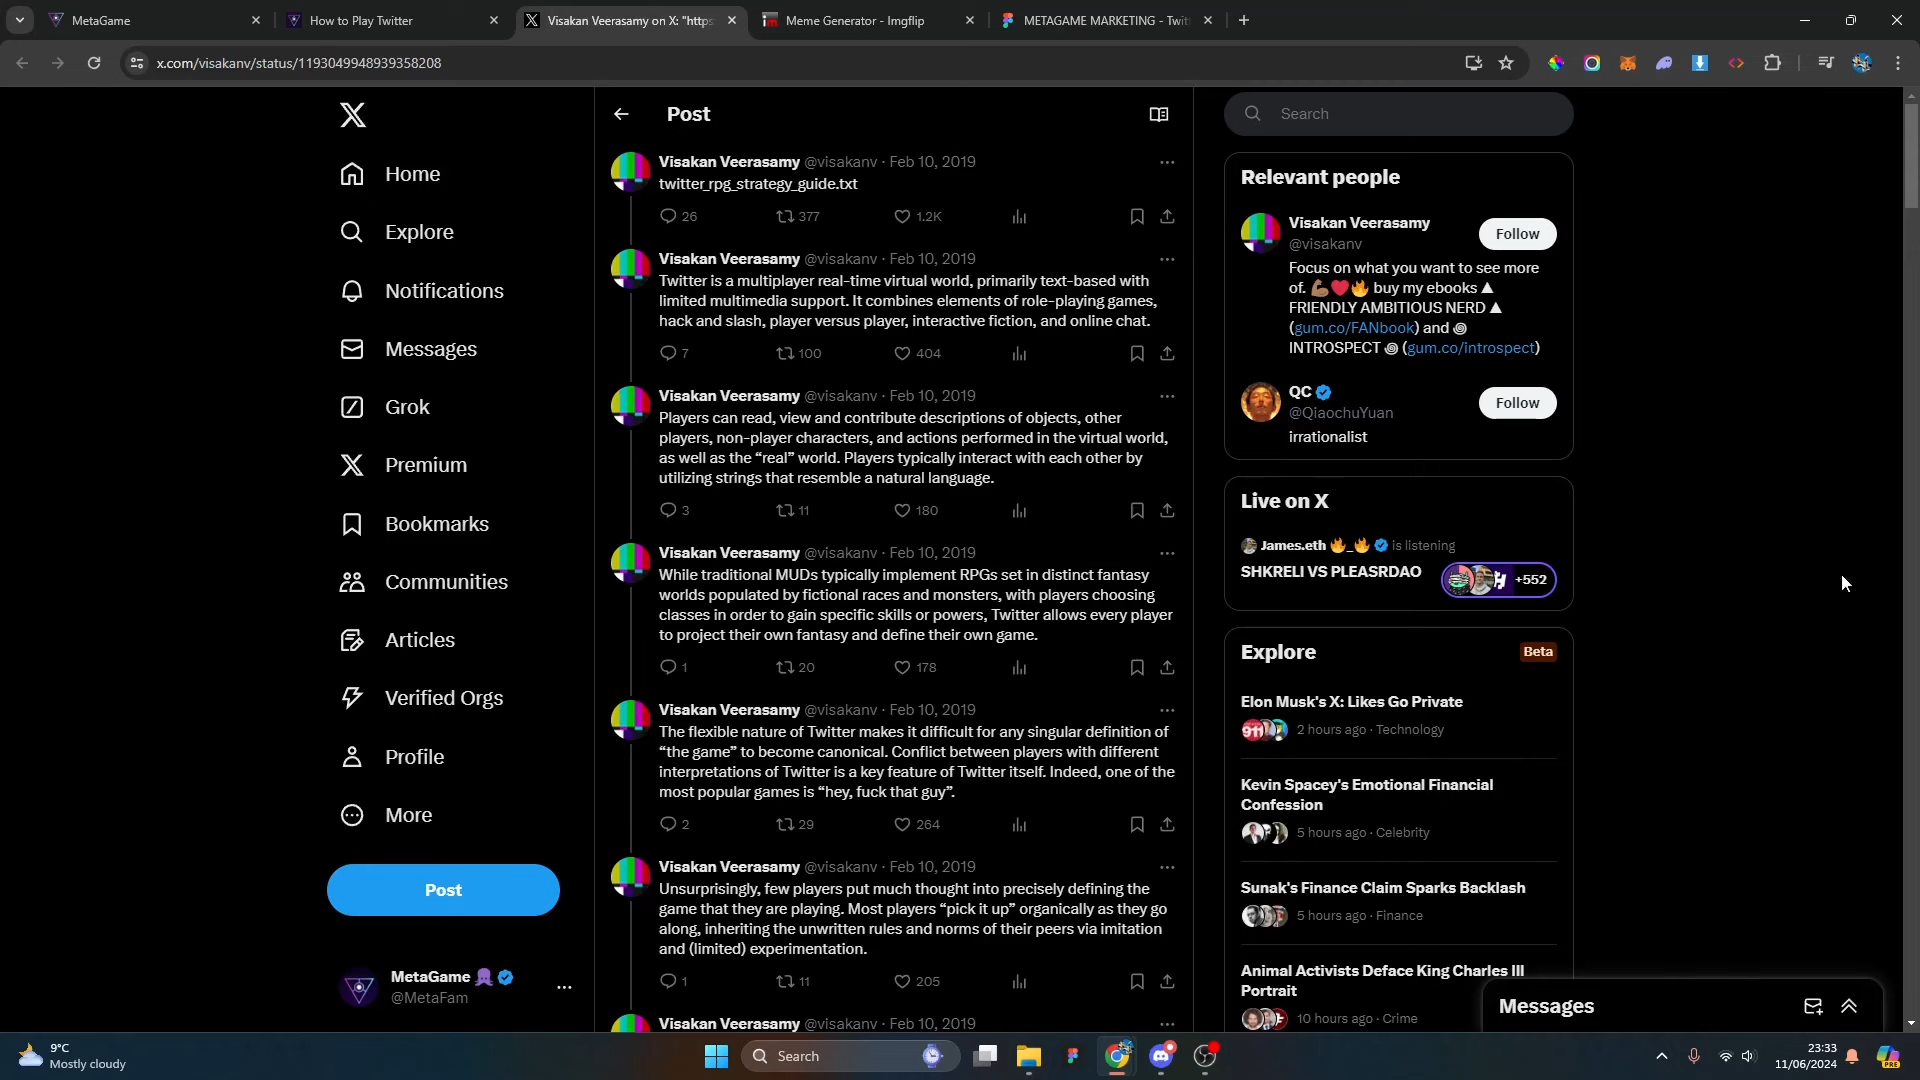 MetaGame
How to Play Twitter
Visakan Veerasamy on X: "https
Meme Generator - Imgflip
METAGAME MARKETING - Twit
x.com/visakanv/status/1193049948939358208
Home
Explore
Notifications
Messages
Grok
Premium
Bookmarks
Communities
Articles
Verified Orgs
Profile
More
Post
MetaGame
@MetaFam
Post
Visakan Veerasamy @visakanv · Feb 10, 2019
twitter_rpg_strategy_guide.txt
26 377 1.2K
Visakan Veerasamy @visakanv · Feb 10, 2019
Twitter is a multiplayer real-time virtual world, primarily text-based with
limited multimedia support. It combines elements of role-playing games,
hack and slash, player versus player, interactive fiction, and online chat.
7 100 404
Visakan Veerasamy @visakanv · Feb 10, 2019
Players can read, view and contribute descriptions of objects, other
players, non-player characters, and actions performed in the virtual world,
as well as the “real” world. Players typically interact with each other by
utilizing strings that resemble a natural language.
3 11 180
Visakan Veerasamy @visakanv · Feb 10, 2019
While traditional MUDs typically implement RPGs set in distinct fantasy
worlds populated by fictional races and monsters, with players choosing
classes in order to gain specific skills or powers, Twitter allows every player
to project their own fantasy and define their own game.
1 20 178
Visakan Veerasamy @visakanv · Feb 10, 2019
The flexible nature of Twitter makes it difficult for any singular definition of
“the game” to become canonical. Conflict between players with different
interpretations of Twitter is a key feature of Twitter itself. Indeed, one of the
most popular games is “hey, fuck that guy”.
2 29 264
Visakan Veerasamy @visakanv · Feb 10, 2019
Unsurprisingly, few players put much thought into precisely defining the
game that they are playing. Most players “pick it up” organically as they go
along, inheriting the unwritten rules and norms of their peers via imitation
and (limited) experimentation.
1 11 205
Visakan Veerasamy @visakanv · Feb 10, 2019
Search
Relevant people
Visakan Veerasamy
@visakanv
Follow
Focus on what you want to see more
of. 💪🏾❤️🔥 buy my ebooks ▲
FRIENDLY AMBITIOUS NERD ▲
(gum.co/FANbook) and 🌀
INTROSPECT 🌀 (gum.co/introspect)
QC
@QiaochuYuan
Follow
irrationalist
Live on X
James.eth 🔥_🔥 is listening
SHKRELI VS PLEASRDAO
+552
Explore
Beta
Elon Musk's X: Likes Go Private
2 hours ago · Technology
Kevin Spacey's Emotional Financial
Confession
5 hours ago · Celebrity
Sunak's Finance Claim Sparks Backlash
5 hours ago · Finance
Animal Activists Deface King Charles III
Portrait
10 hours ago · Crime
Messages
9°C
Mostly cloudy
Search
23:33
11/06/2024
PRE